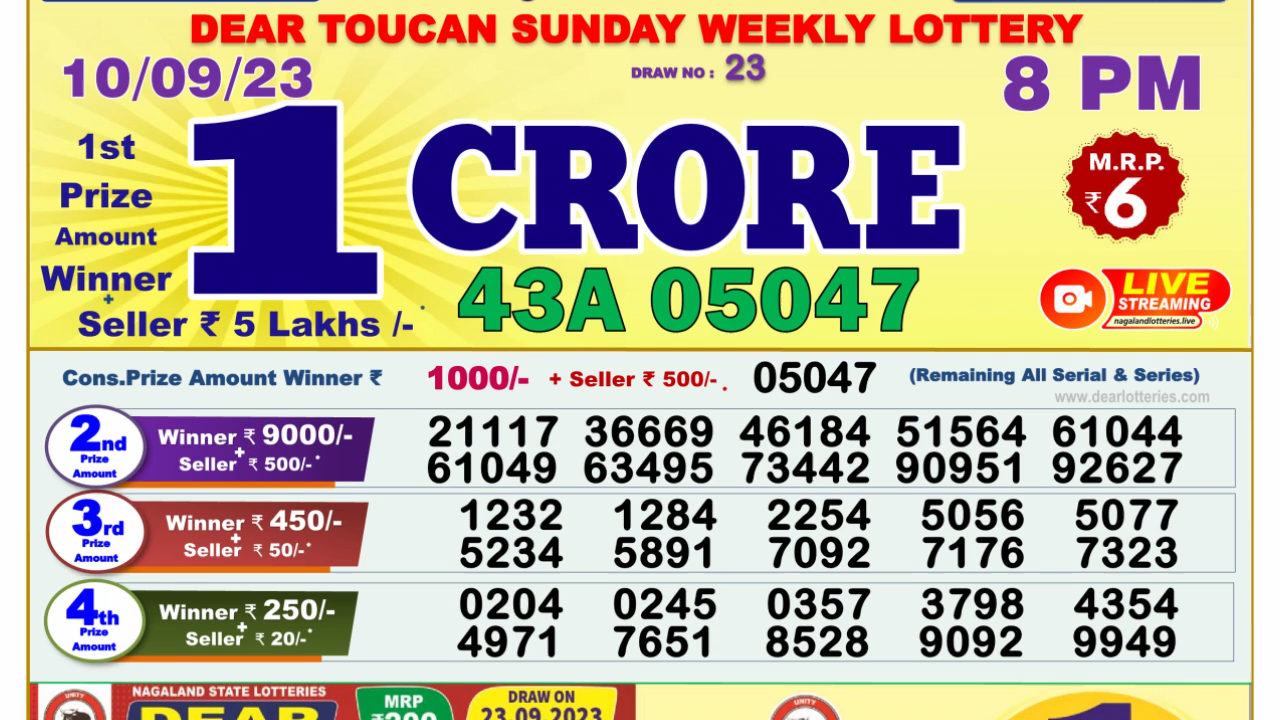 DEAR TOUCAN SUNDAY WEEKLY LOTTERY
10/09/23
DRAW NO : 23
8 PM
1st
Prize
Amount
Winner
+
Seller ₹ 5 Lakhs /- *
1 CRORE
43A 05047
M.R.P.
₹6
LIVE
STREAMING
nagalandlotteries.live
Cons.Prize Amount Winner ₹ 1000/- + Seller ₹ 500/- . 05047 (Remaining All Serial & Series)
www.dearlotteries.com
2nd
Prize
Amount
Winner ₹ 9000/-
+
Seller ₹ 500/-*
21117 36669 46184 51564 61044
61049 63495 73442 90951 92627
3rd
Prize
Amount
Winner ₹ 450/-
+
Seller ₹ 50/-*
1232 1284 2254 5056 5077
5234 5891 7092 7176 7323
4th
Prize
Amount
Winner ₹ 250/-
+
Seller ₹ 20/-*
0204 0245 0357 3798 4354
4971 7651 8528 9092 9949
UNITY
NAGALAND STATE LOTTERIES
DEAR
MRP
DRAW ON
23.09.2023
UNITY
1